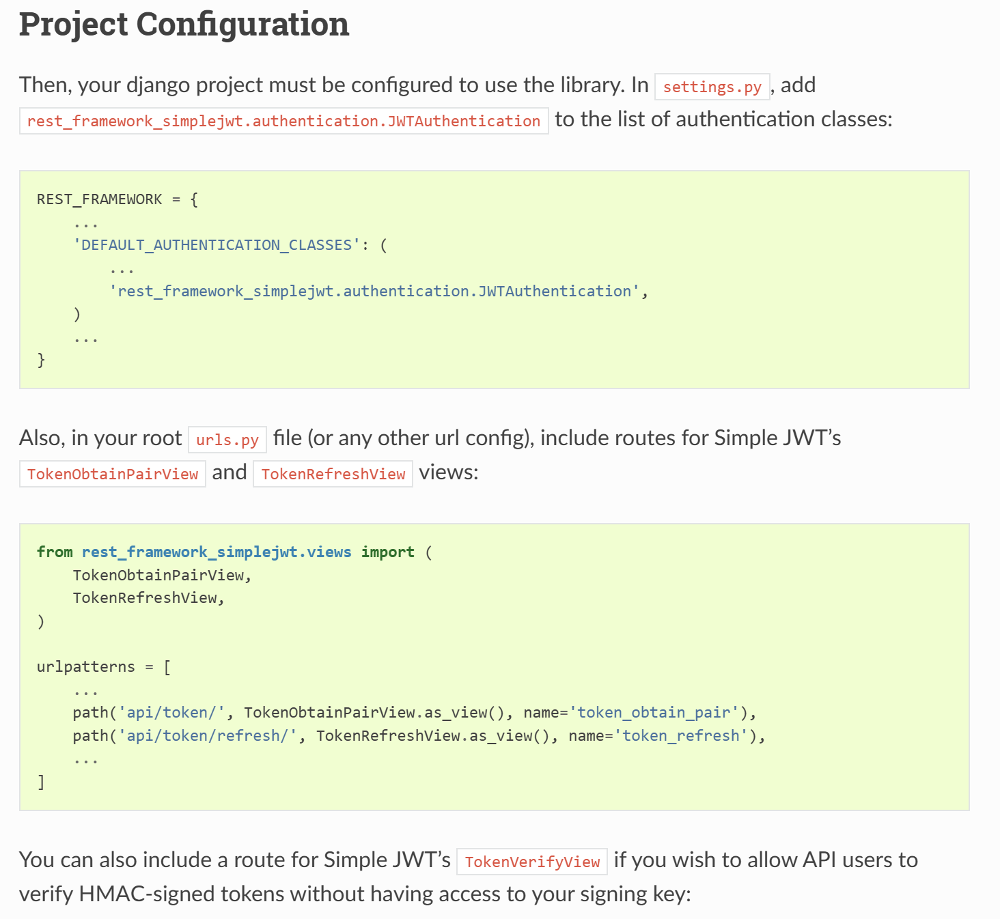 Project Configuration
Then, your django project must be configured to use the library. In settings.py, add
rest_framework_simplejwt.authentication.JWTAuthentication to the list of authentication classes:
REST_FRAMEWORK = {
    ...
    'DEFAULT_AUTHENTICATION_CLASSES': (
        ...
        'rest_framework_simplejwt.authentication.JWTAuthentication',
    )
    ...
}
Also, in your root urls.py file (or any other url config), include routes for Simple JWT’s
TokenObtainPairView and TokenRefreshView views:
from rest_framework_simplejwt.views import (
    TokenObtainPairView,
    TokenRefreshView,
)
urlpatterns = [
    ...
    path('api/token/', TokenObtainPairView.as_view(), name='token_obtain_pair'),
    path('api/token/refresh/', TokenRefreshView.as_view(), name='token_refresh'),
    ...
]
You can also include a route for Simple JWT’s TokenVerifyView if you wish to allow API users to
verify HMAC-signed tokens without having access to your signing key: